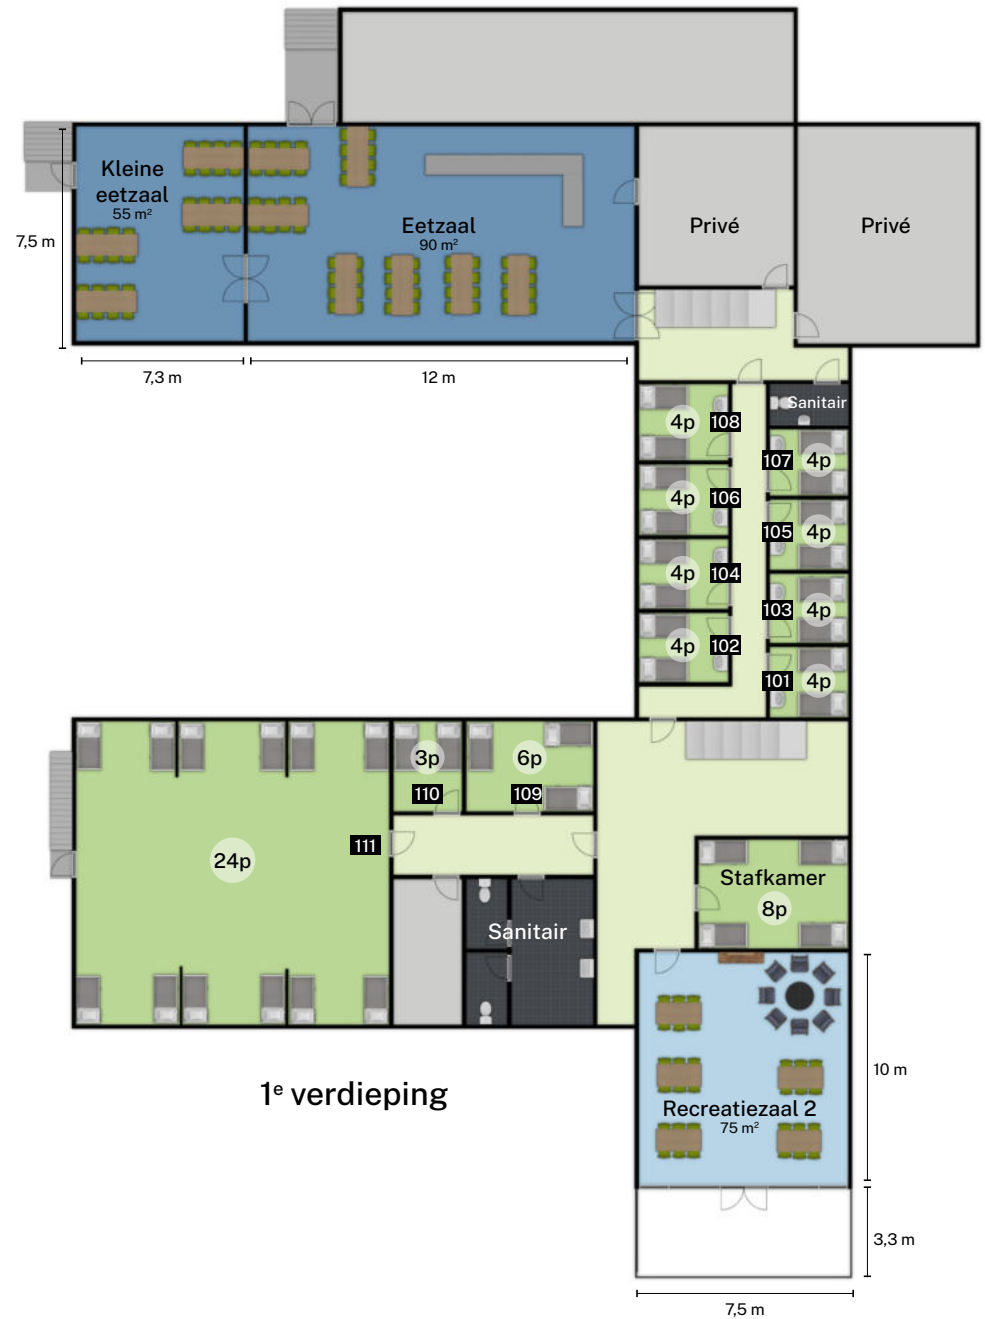 Kleine
eetzaal
55 m²
Eetzaal
90 m²
Privé
Privé
7,5 m
7,3 m
12 m
Sanitair
4p
108
107
4p
4p
106
105
4p
4p
104
103
4p
4p
102
101
4p
3p
110
6p
109
111
24p
Stafkamer
8p
Sanitair
10 m
1e verdieping
Recreatiezaal 2
75 m²
3,3 m
7,5 m